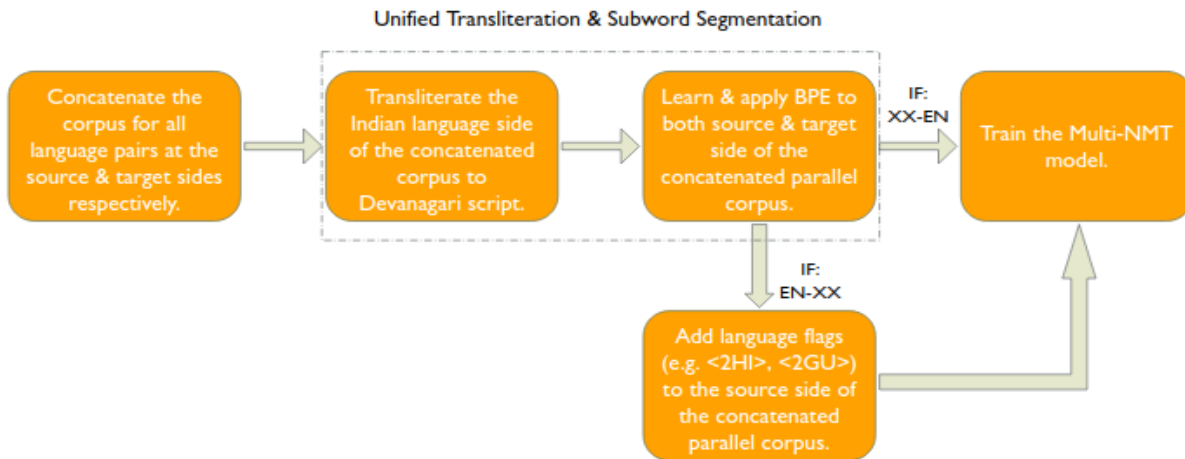 Unified Transliteration & Subword Segmentation
Concatenate the
corpus for all
language pairs at the
source & target sides
respectively.
Transliterate the
Indian language side
of the concatenated
corpus to
Devanagari script.
Learn & apply BPE to
both source & target
side of the
concatenated parallel
corpus.
IF:
XX-EN
Train the Multi-NMT
model.
IF:
EN-XX
Add language flags
(e.g. <2HI>, <2GU>)
to the source side of
the concatenated
parallel corpus.